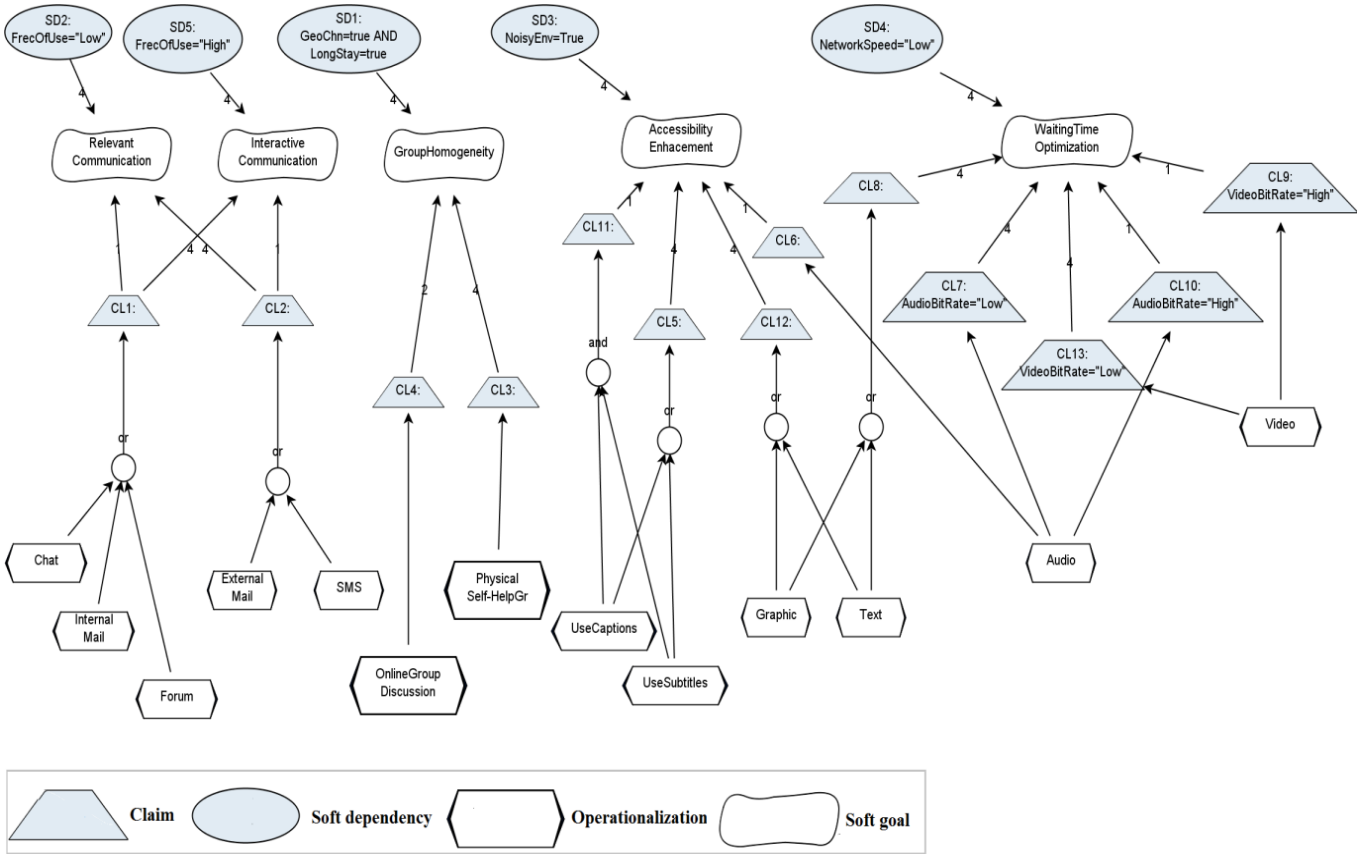 SD2:
FrecOfUse="Low"
SD5:
FrecOfUse="High"
SD1:
GeoChn=true AND
LongStay=true
SD3:
NoisyEnv=True
SD4:
NetworkSpeed="Low"
4
4
4
4
4
Relevant
Communication
Interactive
Communication
GroupHomogeneity
Accessibility
Enhacement
WaitingTime
Optimization
1
4
4
1
2
4
1
4
4
1
4
4
4
1
1
CL8:
CL9:
VideoBitRate="High"
CL11:
CL6:
CL1:
CL2:
CL5:
CL12:
CL7:
AudioBitRate="Low"
CL10:
AudioBitRate="High"
CL13:
VideoBitRate="Low"
CL4:
CL3:
and
or
or
or
or
or
Video
Chat
External
Mail
SMS
Physical
Self-HelpGr
Audio
Internal
Mail
UseCaptions
Graphic
Text
Forum
OnlineGroup
Discussion
UseSubtitles
Claim
Soft dependency
Operationalization
Soft goal